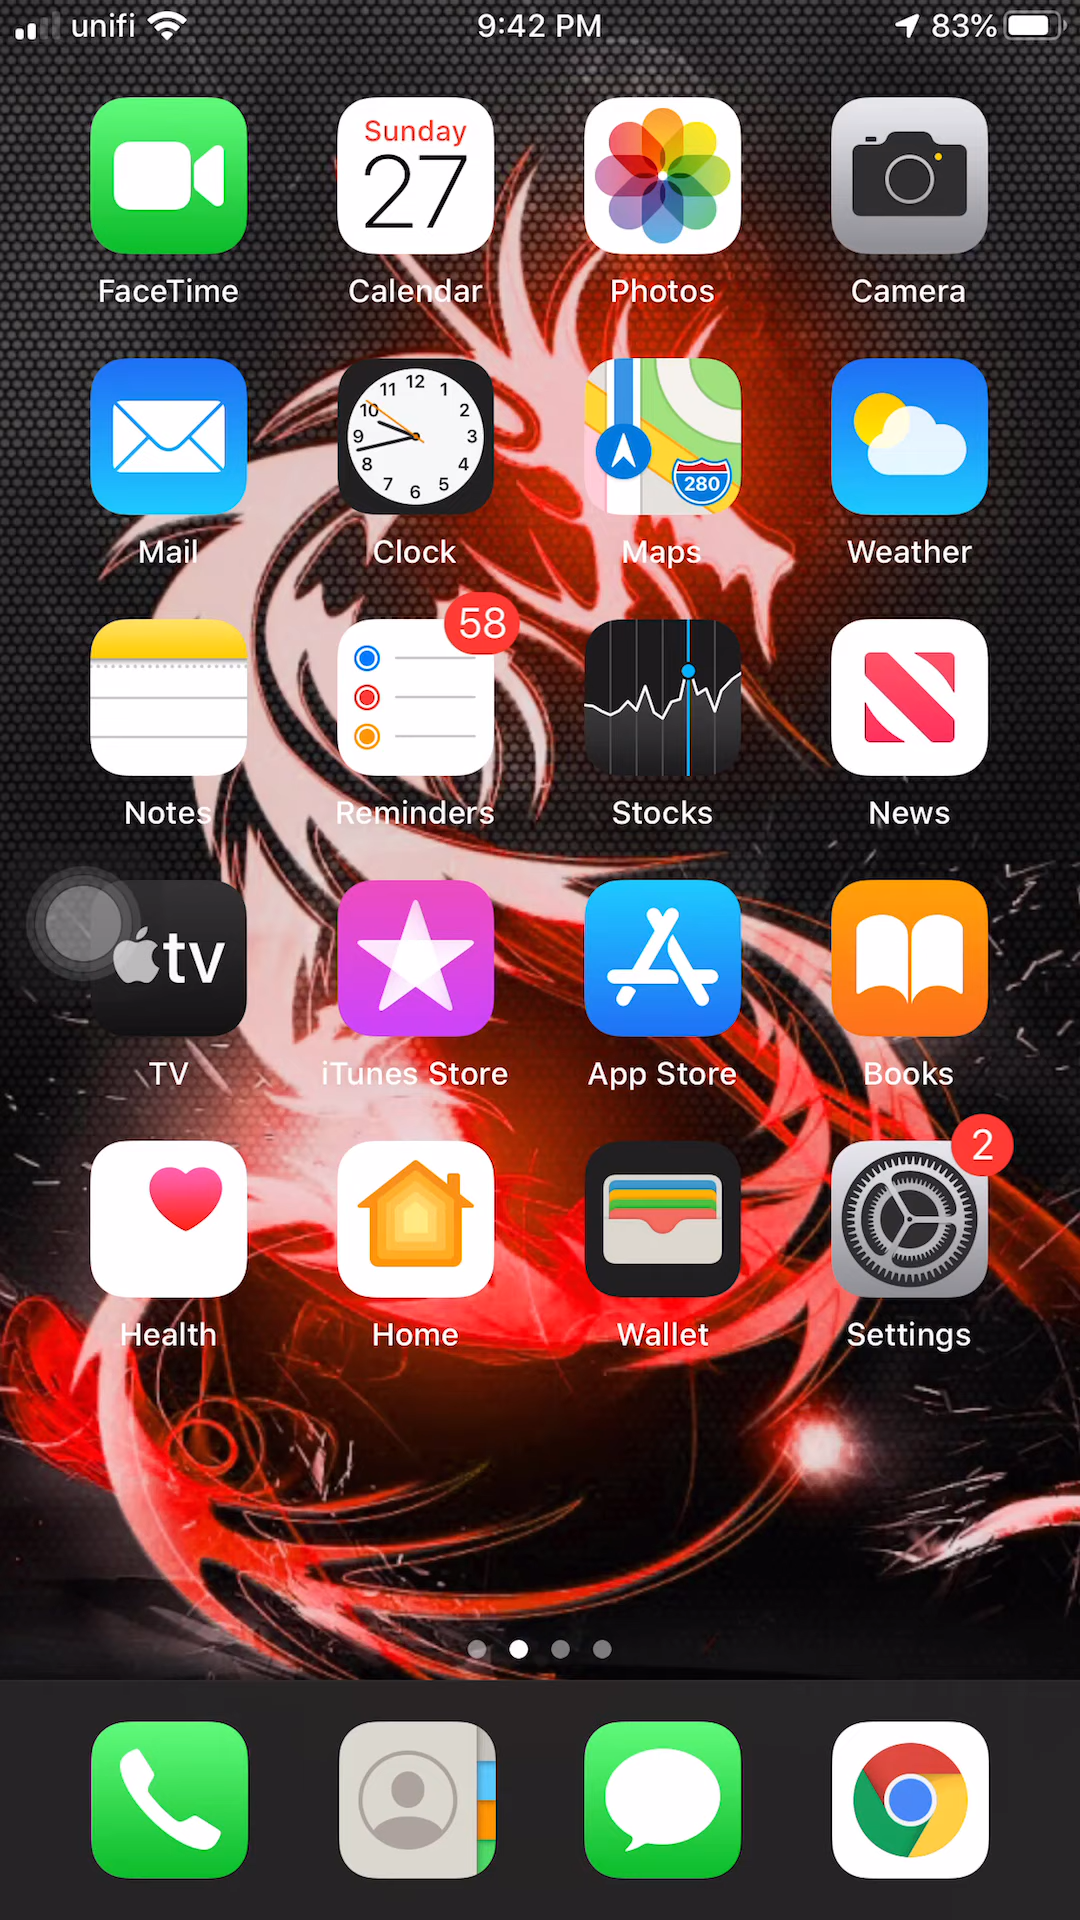 unifi 9:42 PM 83%
Sunday
27
FaceTime Calendar Photos Camera
12
11 1
10 2
9 3
8 4
7 5
6
280
Mail Clock Maps Weather
58
Notes Reminders Stocks News
tv
TV iTunes Store App Store Books
2
Health Home Wallet Settings